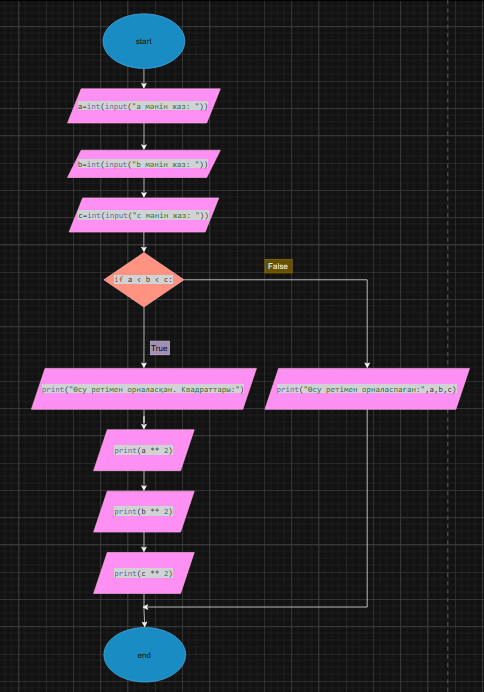 start
a=int(input("a мәнін жаз: "))
b=int(input("b мәнін жаз: "))
c=int(input("c мәнін жаз: "))
if a < b < c:
False
True
print("Өсу ретімен орналасқан. Квадраттары:")
print("Өсу ретімен орналаспаған:",a,b,c)
print(a ** 2)
print(b ** 2)
print(c ** 2)
end